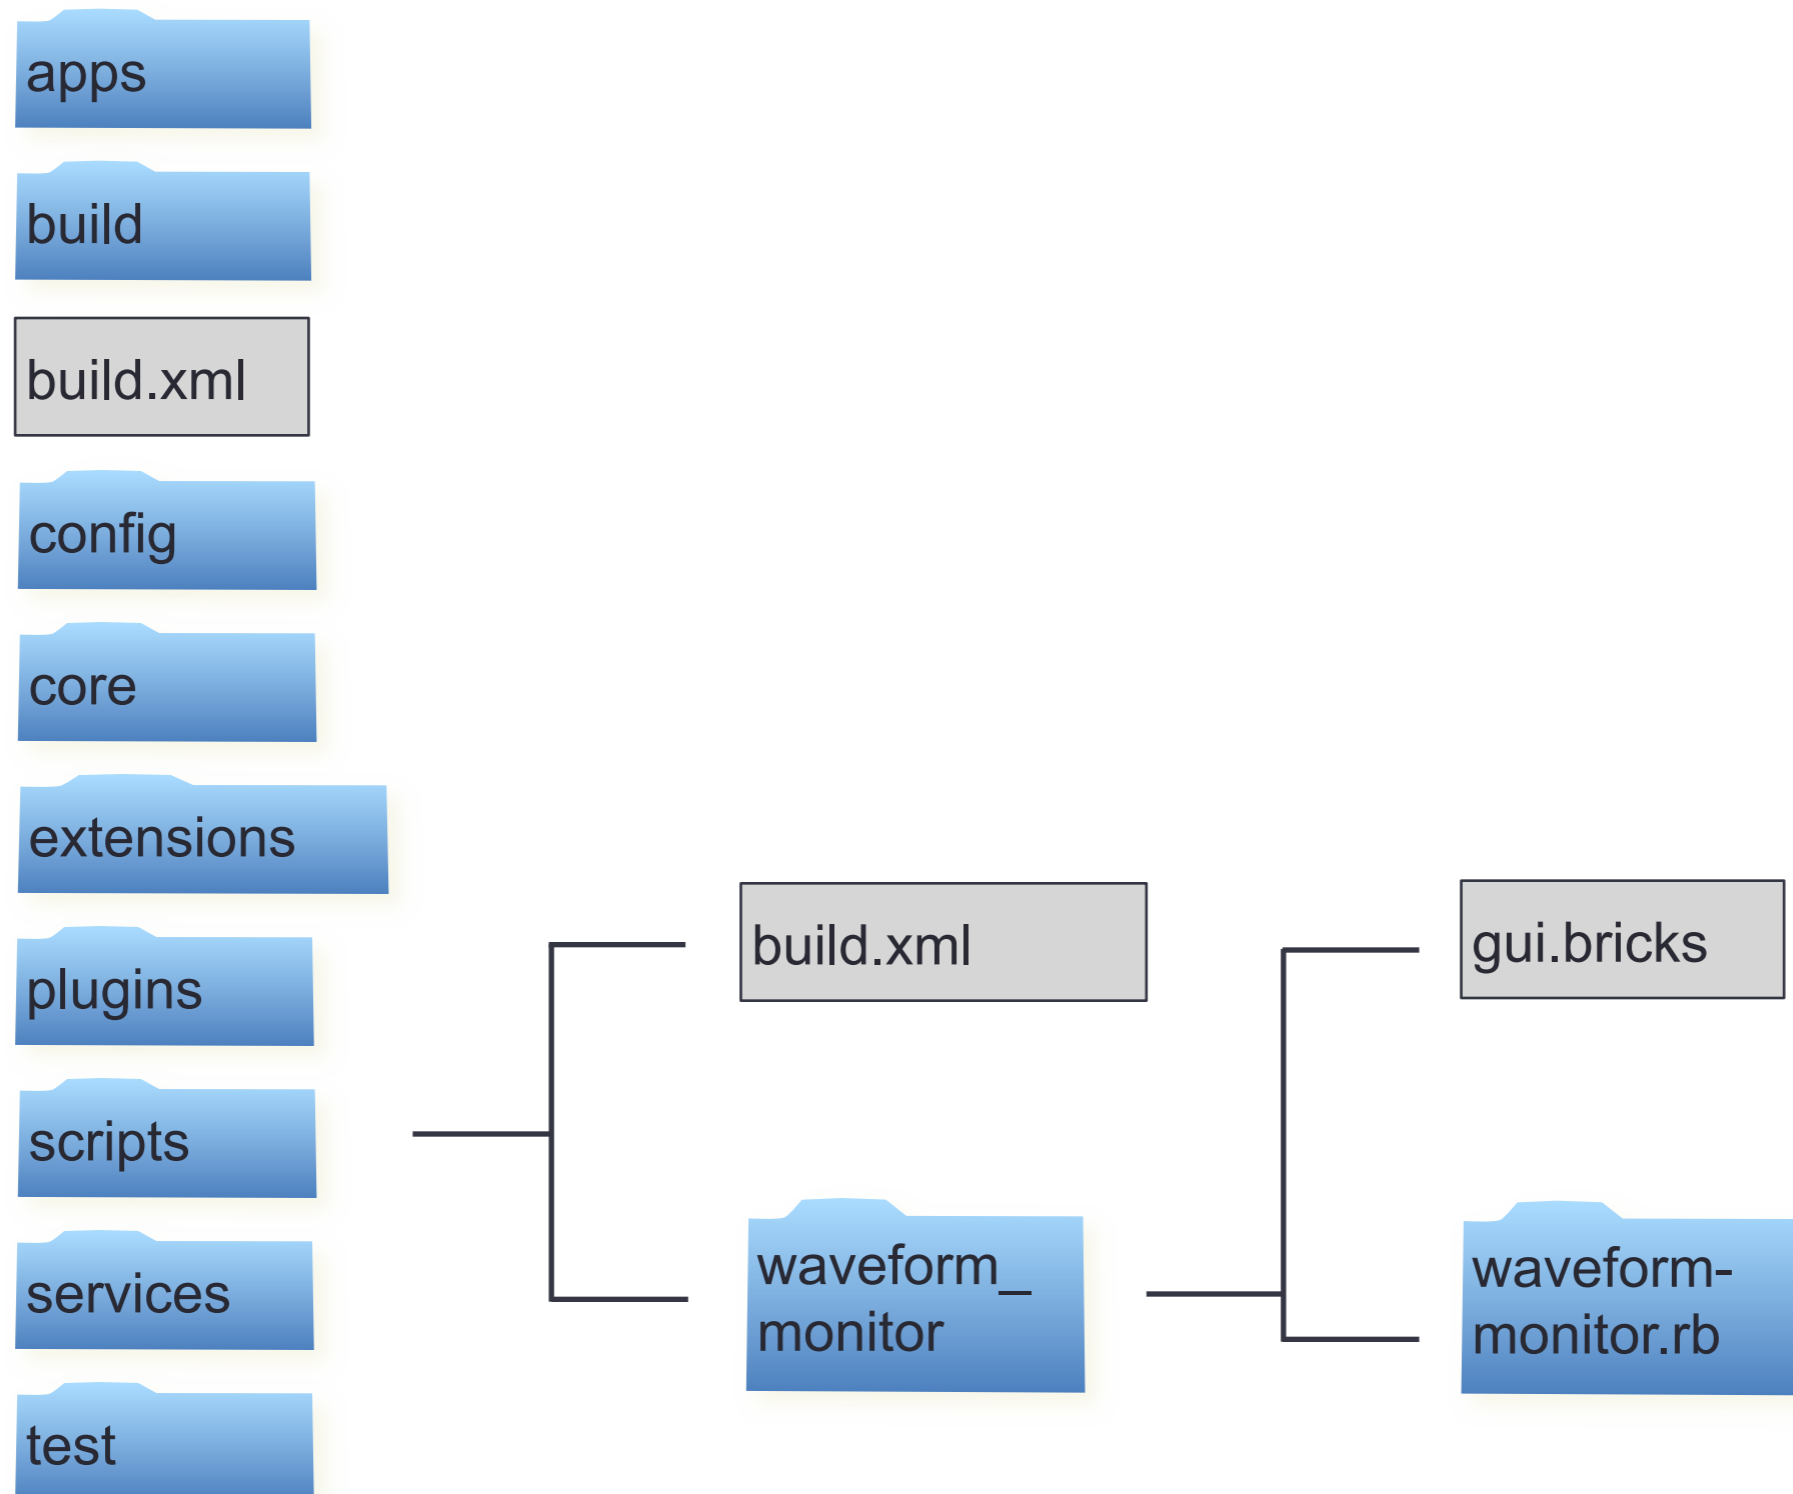 apps
build
build.xml
config
core
extensions
plugins
scripts
services
test
build.xml
waveform_
monitor
gui.bricks
waveform-
monitor.rb